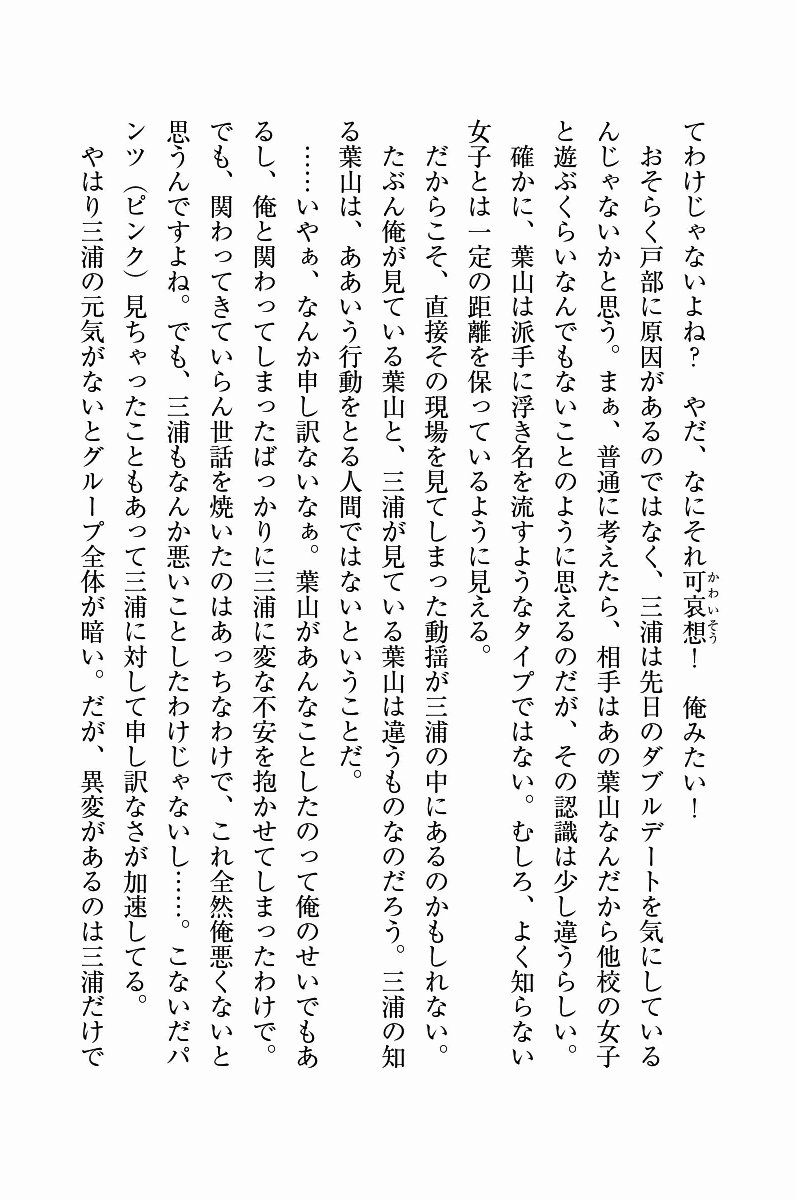 てわけじゃないよね？　やだ、なにそれ可哀想！　俺みたい！
かわいそう
　おそらく戸部に原因があるのではなく、三浦は先日のダブルデートを気にしている
んじゃないかと思う。まぁ、普通に考えたら、相手はあの葉山なんだから他校の女子
と遊ぶくらいなんでもないことのように思えるのだが、その認識は少し違うらしい。
　確かに、葉山は派手に浮き名を流すようなタイプではない。むしろ、よく知らない
女子とは一定の距離を保っているように見える。
　だからこそ、直接その現場を見てしまった動揺が三浦の中にあるのかもしれない。
　たぶん俺が見ている葉山と、三浦が見ている葉山は違うものなのだろう。三浦の知
る葉山は、ああいう行動をとる人間ではないということだ。
　……いやぁ、なんか申し訳ないなぁ。葉山があんなことしたのって俺のせいでもあ
るし、俺と関わってしまったばっかりに三浦に変な不安を抱かせてしまったわけで。
でも、関わってきていらん世話を焼いたのはあっちなわけで、これ全然俺悪くないと
思うんですよね。でも、三浦もなんか悪いことしたわけじゃないし……。こないだパ
ンツ（ピンク）見ちゃったこともあって三浦に対して申し訳なさが加速してる。
　やはり三浦の元気がないとグループ全体が暗い。だが、異変があるのは三浦だけで